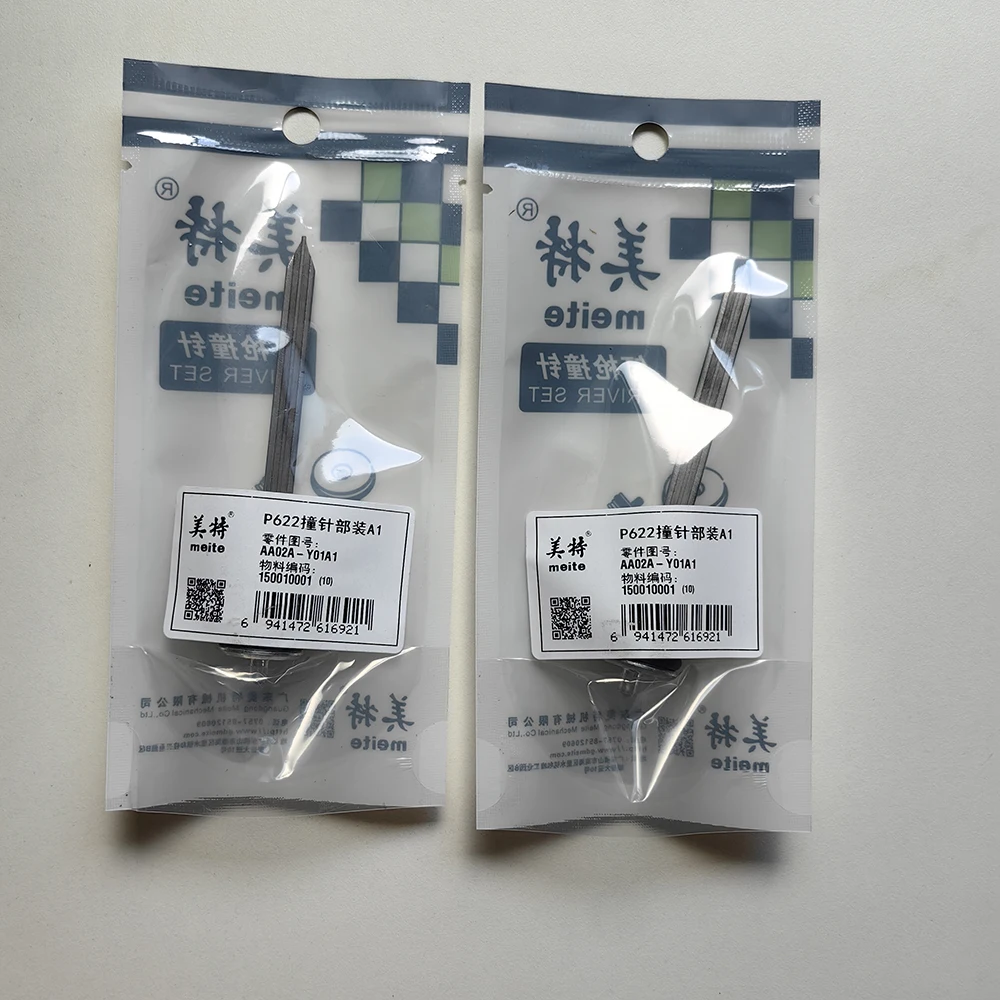 ®
美特
meite
枪撞针
RIVER SET
美特®
meite
P622撞针部装A1
零件图号:
AA02A-Y01A1
物料编码:
150010001 (10)
6 941472 616921
美特
meite
®
美特
meite
钉枪撞针
RIVER SET
美特®
meite
P622撞针部装A1
零件图号:
AA02A-Y01A1
物料编码:
150010001 (10)
6 941472 616921
美特
meite